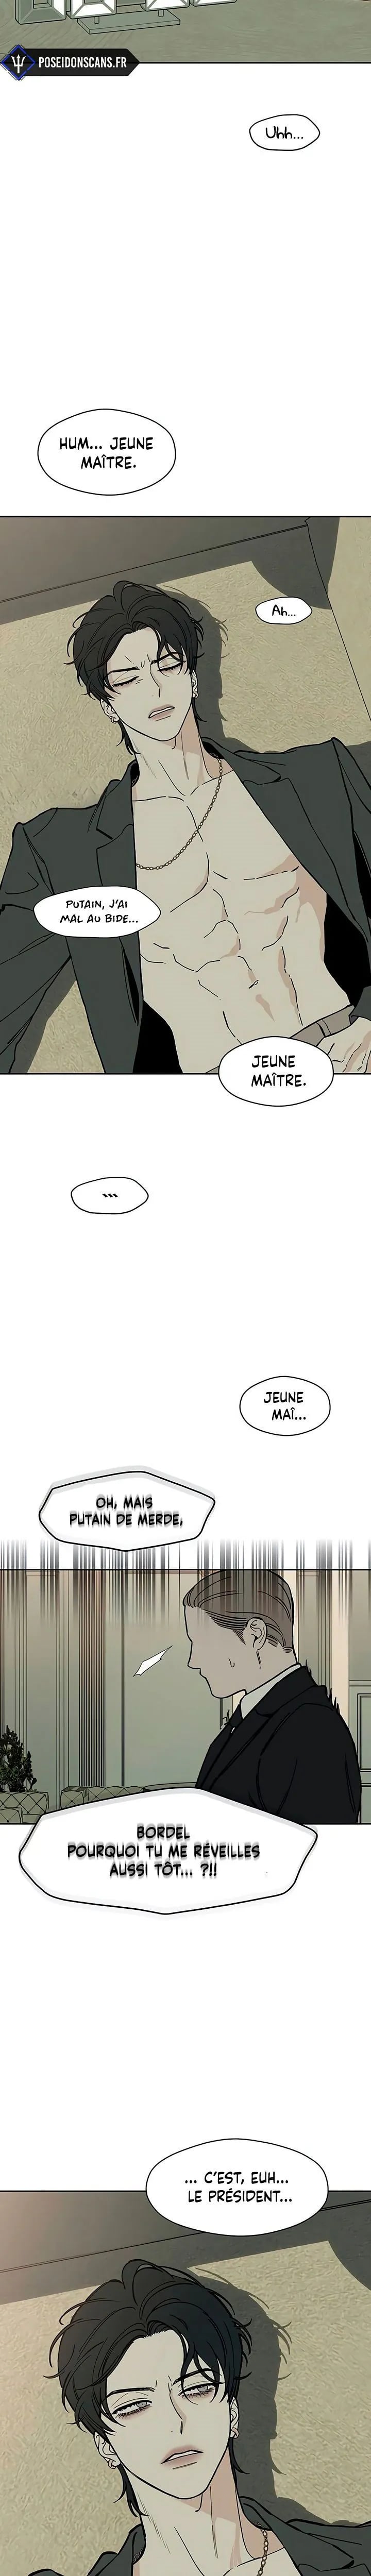 POSEIDONSCANS.FR
Uhh...
HUM... JEUNE
MAÎTRE.
Ah...
PUTAIN, J'AI
MAL AU BIDE...
JEUNE
MAÎTRE.
JEUNE
MAÎ...
OH, MAIS
PUTAIN DE MERDE,
BORDEL
POURQUOI TU ME RÉVEILLES
AUSSI TÔT... ?!!
... C'EST, EUH...
LE PRÉSIDENT...